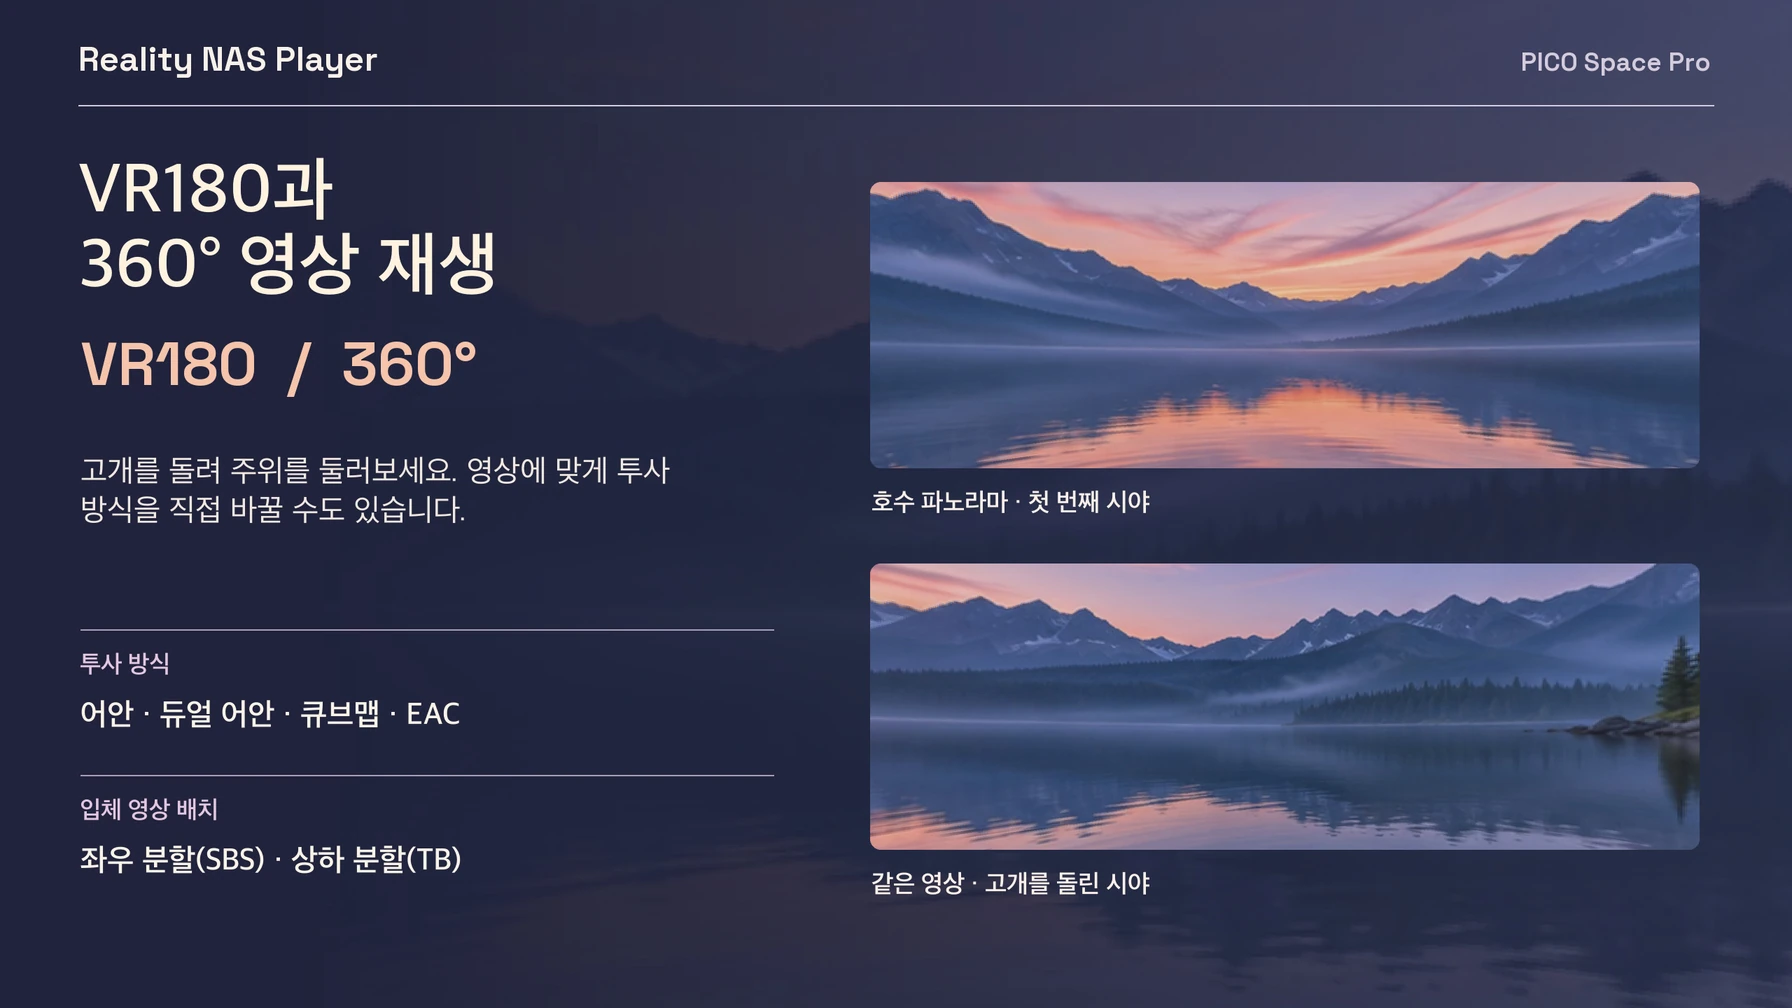 Reality NAS Player
PICO Space Pro
VR180과
360° 영상 재생
VR180 / 360°
고개를 돌려 주위를 둘러보세요. 영상에 맞게 투사
방식을 직접 바꿀 수도 있습니다.
투사 방식
어안 · 듀얼 어안 · 큐브맵 · EAC
입체 영상 배치
좌우 분할(SBS) · 상하 분할(TB)
호수 파노라마 · 첫 번째 시야
같은 영상 · 고개를 돌린 시야